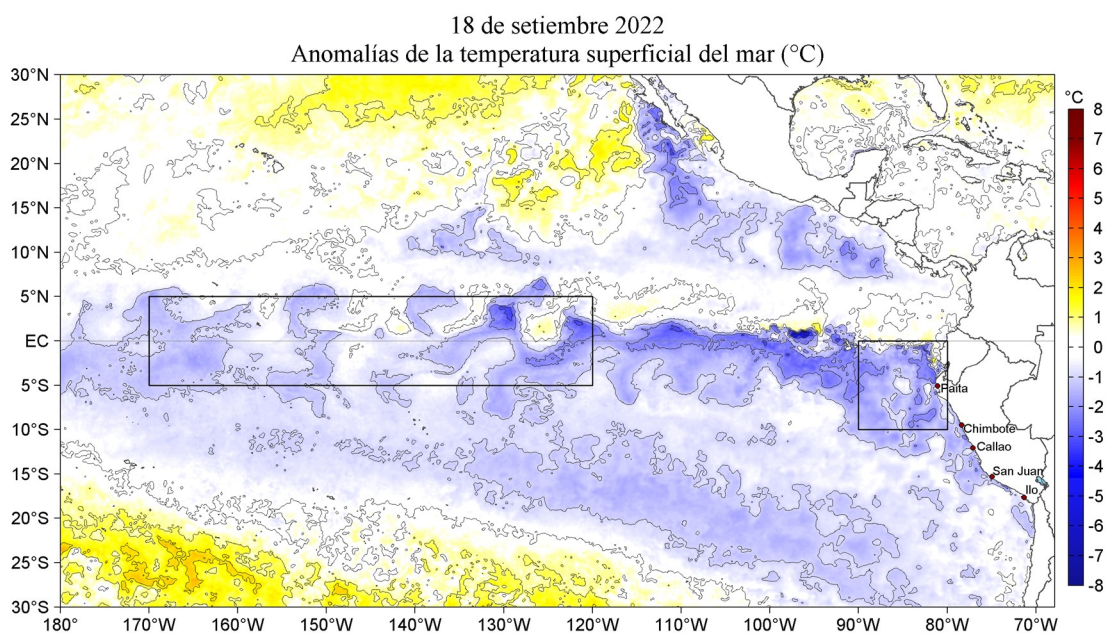 18 de setiembre 2022
Anomalías de la temperatura superficial del mar (°C)
°C
30°N
25°N
20°N
15°N
10°N
5°N
EC
5°S
10°S
15°S
20°S
25°S
30°S
Paita
Chimbote
Callao
San Juan
Ilo
8
7
6
5
4
3
2
1
0
-1
-2
-3
-4
-5
-6
-7
-8
180
170°W
160°W
150°W
140°W
130°W
120°W
110°W
100°W
90°W
80°W
70°W